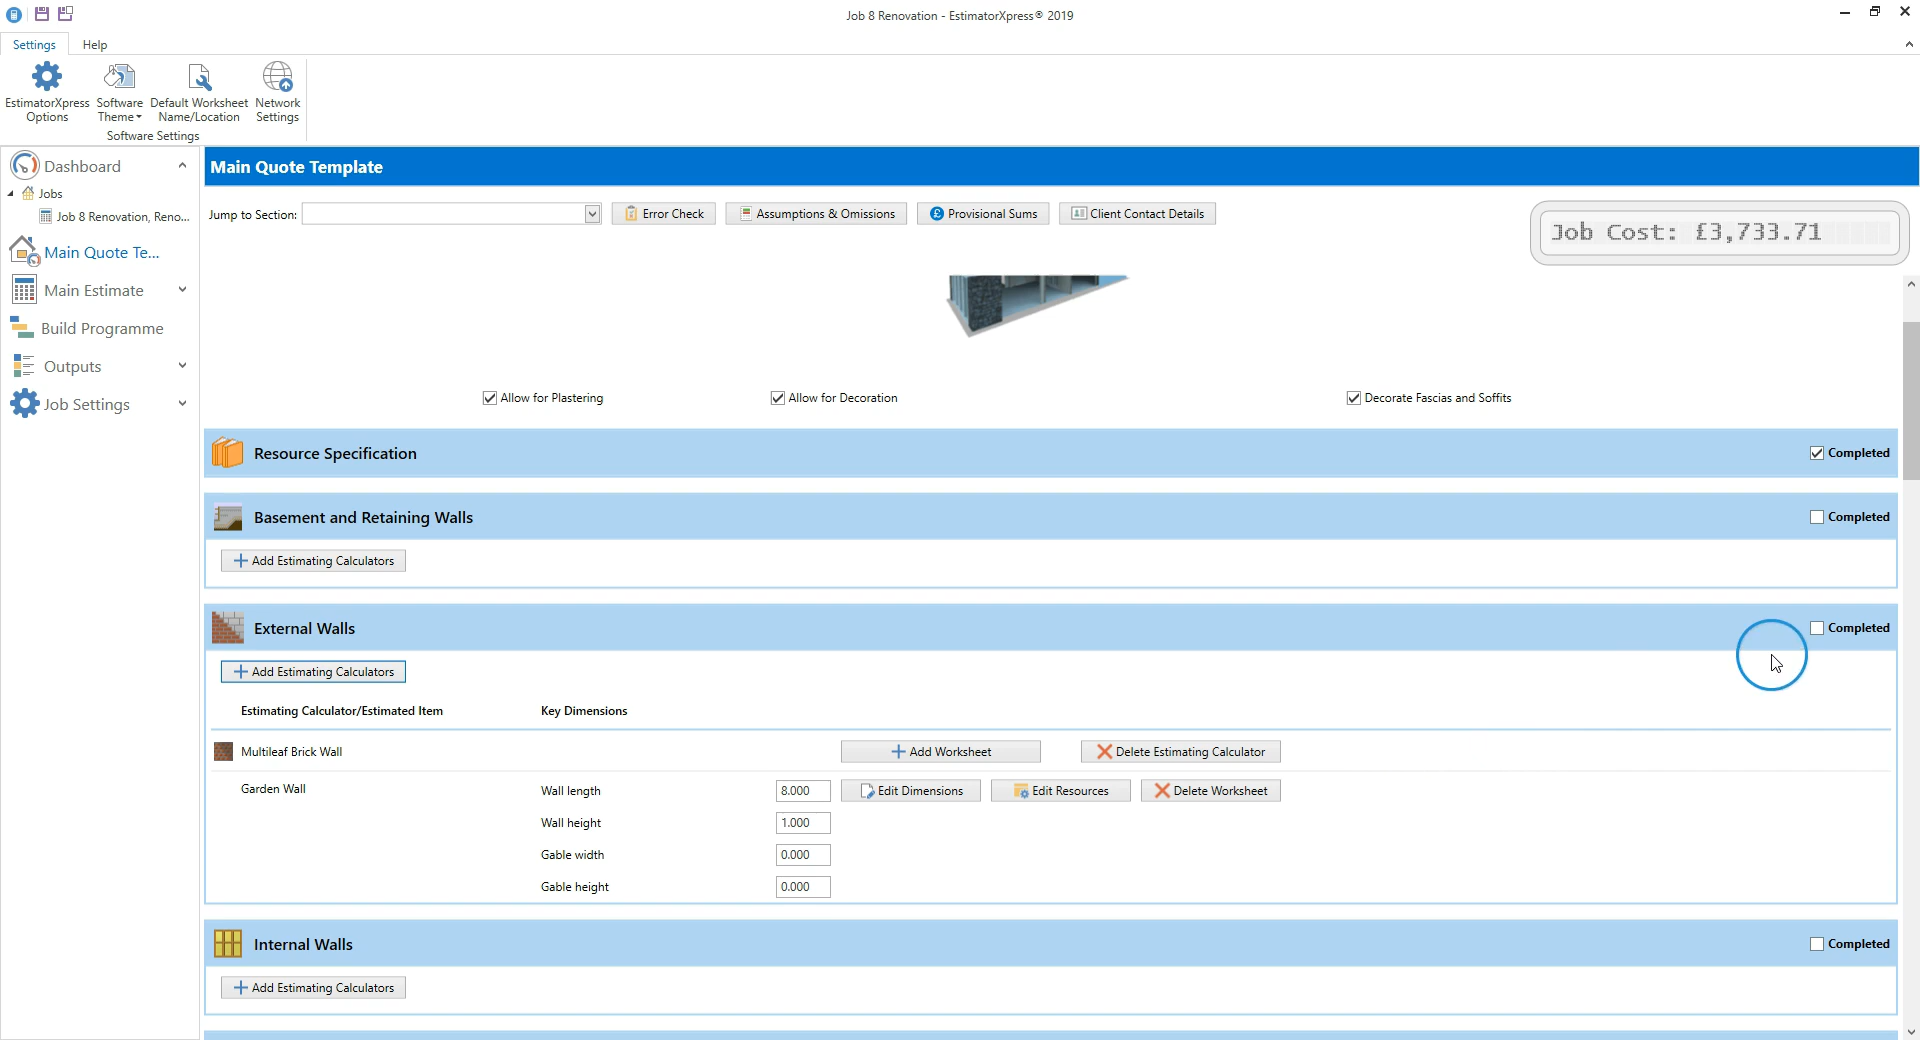 Job 8 Renovation - EstimatorXpress® 2019
Settings
Help
EstimatorXpress Options
Software Theme
Default Worksheet Name/Location
Network Settings
Software Settings
Dashboard
Jobs
Job 8 Renovation, Reno...
Main Quote Te...
Main Estimate
Build Programme
Outputs
Job Settings
Main Quote Template
Jump to Section:
Error Check
Assumptions & Omissions
Provisional Sums
Client Contact Details
Job Cost: £3,733.71
Allow for Plastering
Allow for Decoration
Decorate Fascias and Soffits
Resource Specification
Completed
Basement and Retaining Walls
Completed
Add Estimating Calculators
External Walls
Completed
Add Estimating Calculators
Estimating Calculator/Estimated Item
Key Dimensions
Multileaf Brick Wall
Add Worksheet
Delete Estimating Calculator
Garden Wall
Wall length
8.000
Edit Dimensions
Edit Resources
Delete Worksheet
Wall height
1.000
Gable width
0.000
Gable height
0.000
Internal Walls
Completed
Add Estimating Calculators